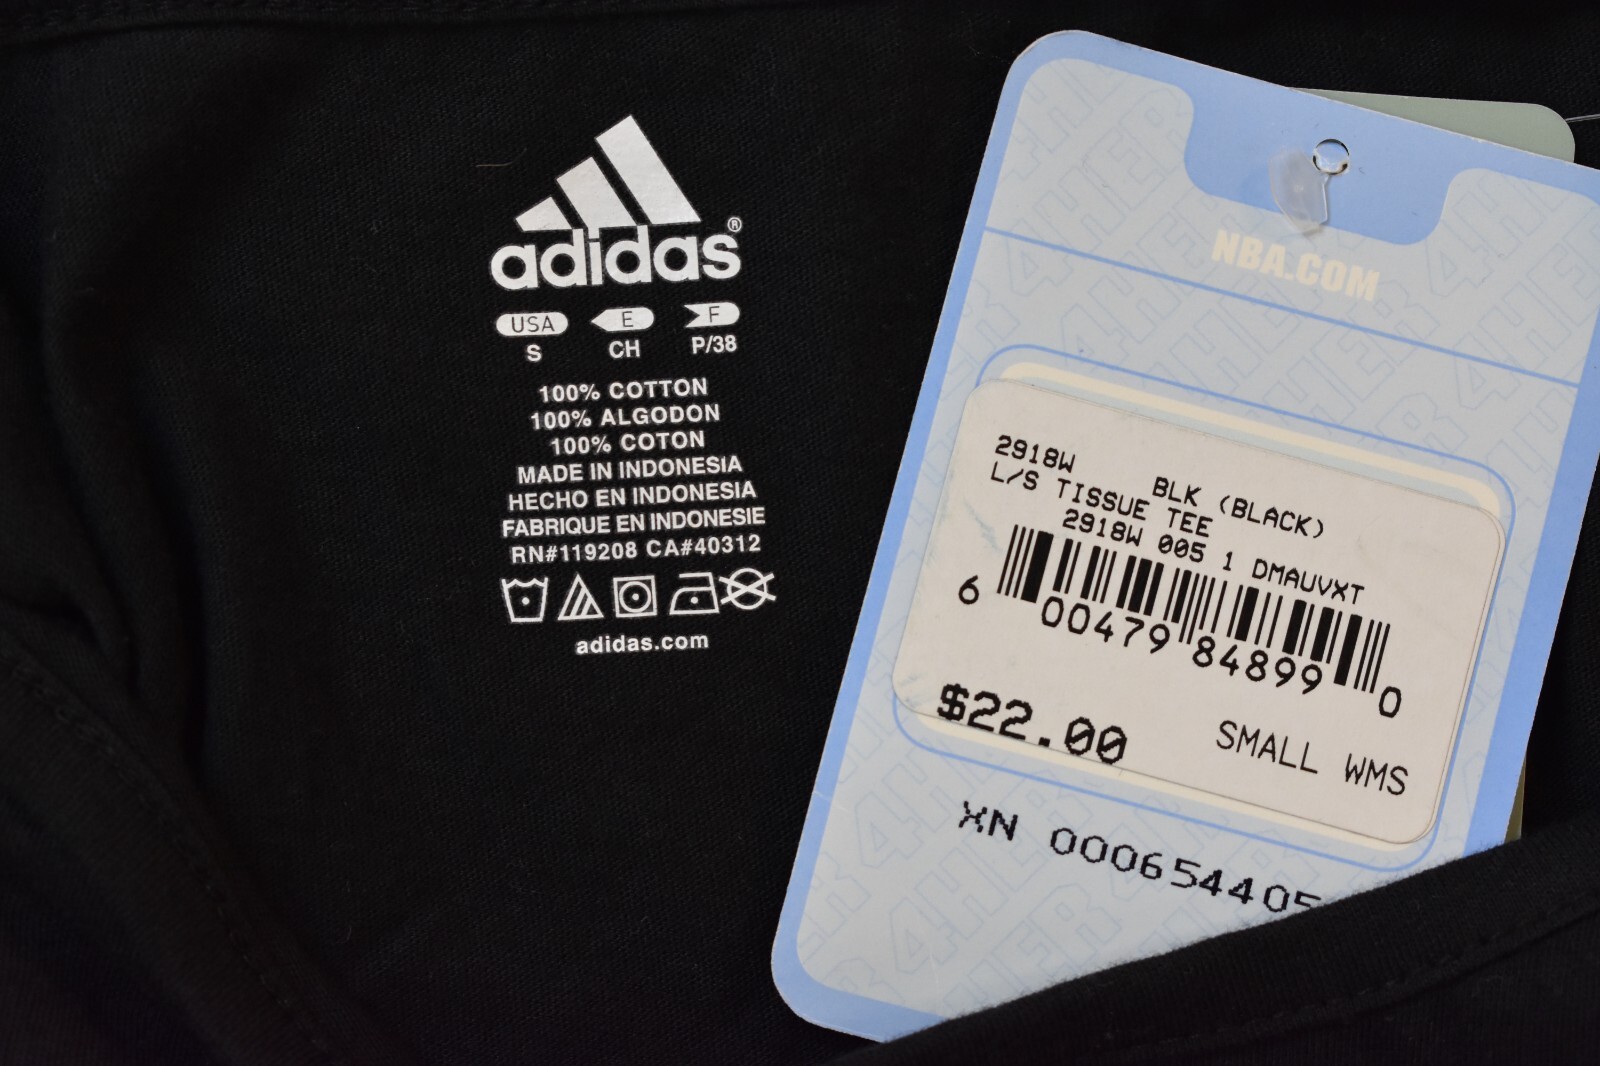 adidas®
USA E F
S CH P/38
100% COTTON
100% ALGODON
100% COTON
MADE IN INDONESIA
HECHO EN INDONESIA
FABRIQUE EN INDONESIE
RN#119208 CA#40312
adidas.com
NBA.COM
2918W BLK (BLACK)
L/S TISSUE TEE
2918W 005 1 DMAUVXT
6 00479 84899 0
$22.00 SMALL WMS
XN 000654405